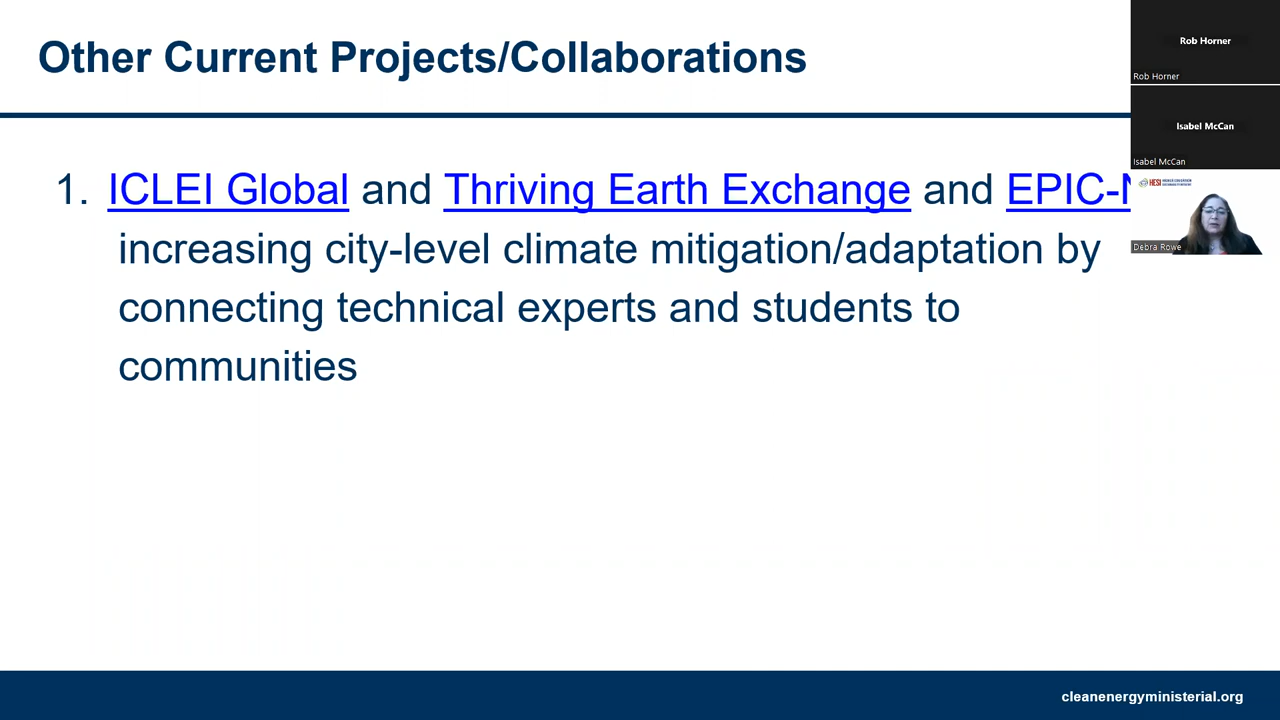 Other Current Projects/Collaborations
1. ICLEI Global and Thriving Earth Exchange and EPIC-
increasing city-level climate mitigation/adaptation by
connecting technical experts and students to
communities
cleanenergyministerial.org
Rob Horner
Rob Horner
Isabel McCan
Isabel McCan
HESI
Debra Rowe